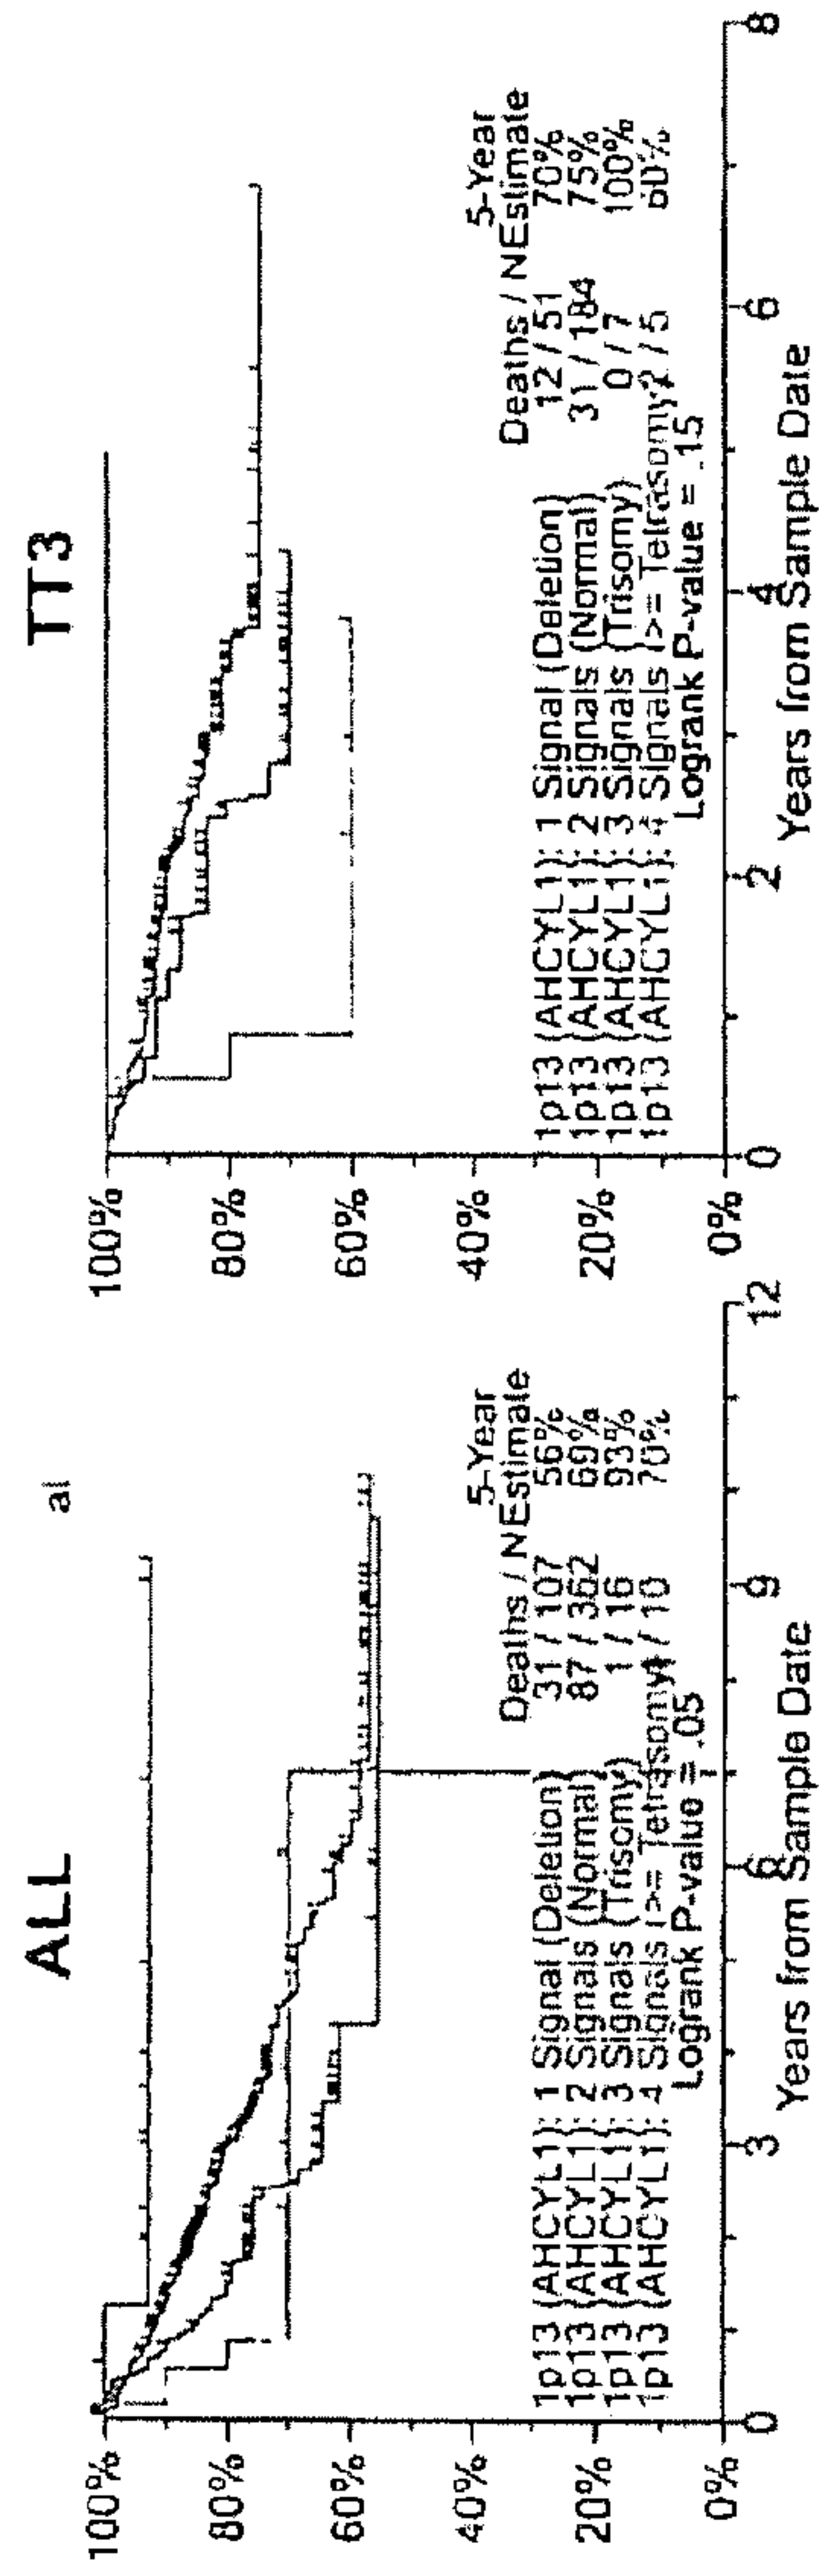 ALL
al
100%
80%
60%
40%
20%
0%
5-Year
Deaths / N Estimate
1p13 (AHCYL1): 1 Signal (Deletion) 31 / 107 56%
1p13 (AHCYL1): 2 Signals (Normal) 87 / 362 69%
1p13 (AHCYL1): 3 Signals (Trisomy) 1 / 16 93%
1p13 (AHCYL1): 4 Signals (>= Tetrasomy) / 10 70%
Logrank P-value = .05
0 3 6 9 12
Years from Sample Date
TT3
100%
80%
60%
40%
20%
0%
5-Year
Deaths / N Estimate
1p13 (AHCYL1): 1 Signal (Deletion) 12 / 51 70%
1p13 (AHCYL1): 2 Signals (Normal) 31 / 184 75%
1p13 (AHCYL1): 3 Signals (Trisomy) 0 / 7 100%
1p13 (AHCYL1): 4 Signals (>= Tetrasomy) 2 / 5 60%
Logrank P-value = .15
0 2 4 6 8
Years from Sample Date